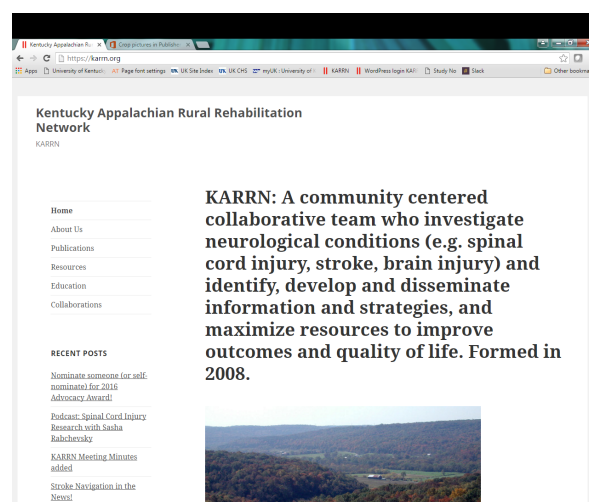 Kentucky Appalachian Ru
Crop pictures in Publishe
https://karrn.org
Apps
University of Kentuck
Page font settings
UK Site Index
UK CHS
myUK : University of
KARRN
WordPress login KAR
Study No
Slack
Other bookma
Kentucky Appalachian Rural Rehabilitation
Network
KARRN
Home
About Us
Publications
Resources
Education
Collaborations
RECENT POSTS
Nominate someone (or self-
nominate) for 2016
Advocacy Award!
Podcast: Spinal Cord Injury
Research with Sasha
Rabchevsky
KARRN Meeting Minutes
added
Stroke Navigation in the
News!
KARRN: A community centered
collaborative team who investigate
neurological conditions (e.g. spinal
cord injury, stroke, brain injury) and
identify, develop and disseminate
information and strategies, and
maximize resources to improve
outcomes and quality of life. Formed in
2008.